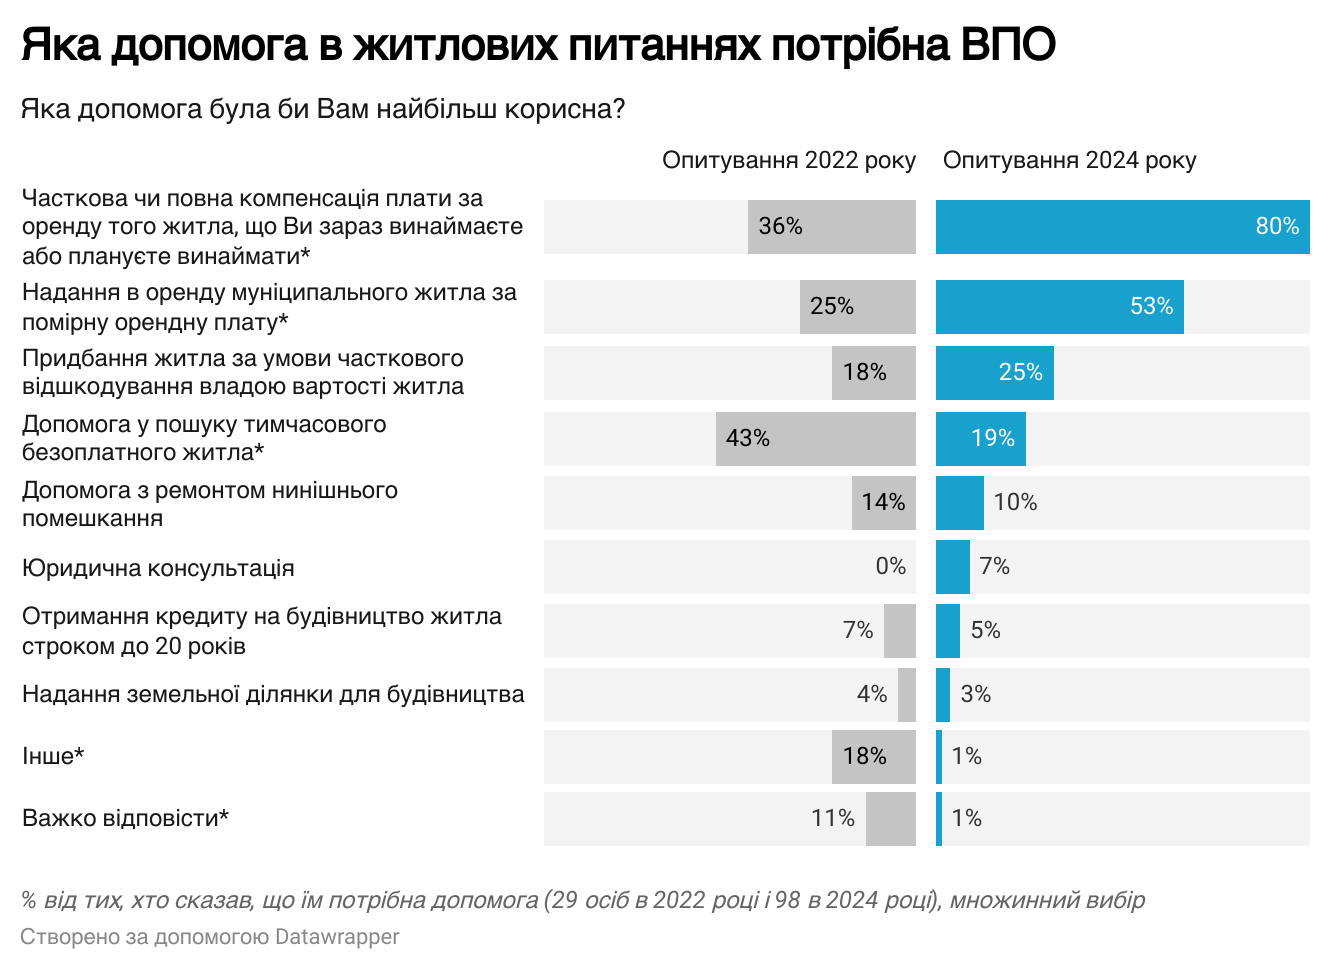 Яка допомога в житлових питаннях потрібна ВПО
Яка допомога була би Вам найбільш корисна?
Опитування 2022 року Опитування 2024 року
Часткова чи повна компенсація плати за
оренду того житла, що Ви зараз винаймаєте
або плануєте винаймати*
36% 80%
Надання в оренду муніципального житла за
помірну орендну плату*
25% 53%
Придбання житла за умови часткового
відшкодування владою вартості житла
18% 25%
Допомога у пошуку тимчасового
безоплатного житла*
43% 19%
Допомога з ремонтом нинішнього
помешкання
14% 10%
Юридична консультація 0% 7%
Отримання кредиту на будівництво житла
строком до 20 років
7% 5%
Надання земельної ділянки для будівництва 4% 3%
Інше* 18% 1%
Важко відповісти* 11% 1%
% від тих, хто сказав, що їм потрібна допомога (29 осіб в 2022 році і 98 в 2024 році), множинний вибір
Створено за допомогою Datawrapper